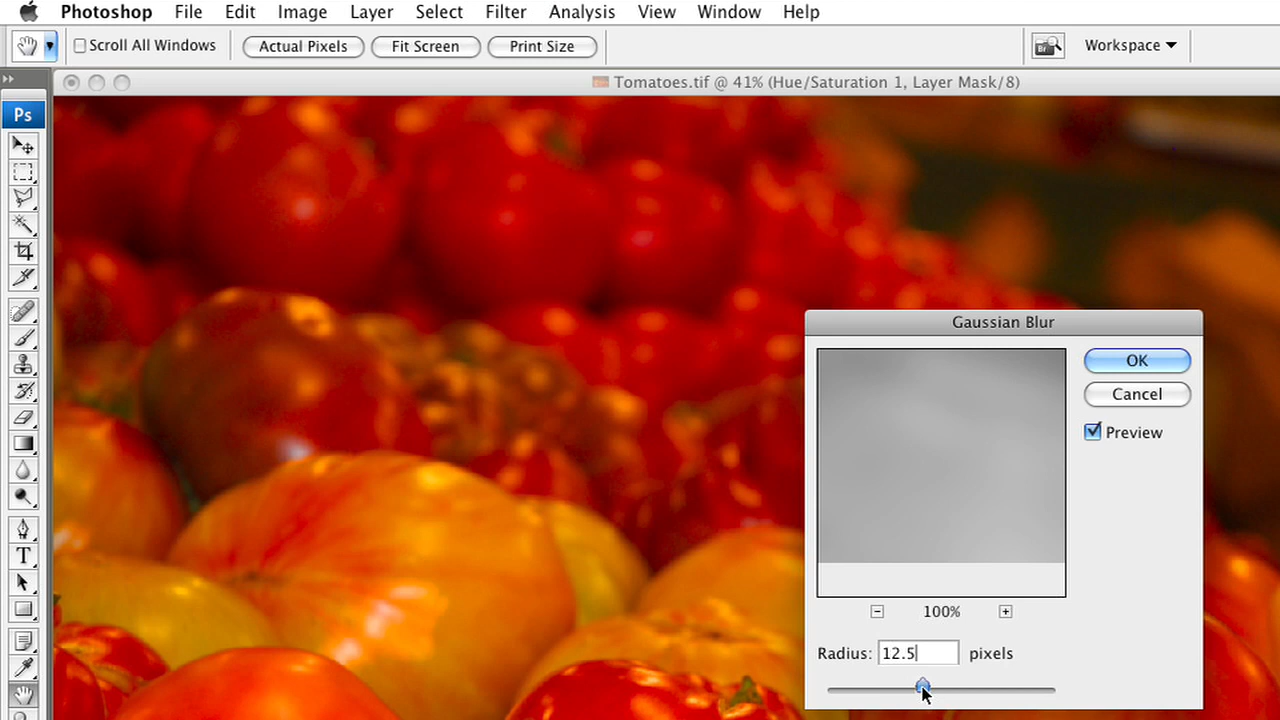 Photoshop File Edit Image Layer Select Filter Analysis View Window Help
Scroll All Windows Actual Pixels Fit Screen Print Size Br Workspace
Tomatoes.tif @ 41% (Hue/Saturation 1, Layer Mask/8)
Ps
T
Gaussian Blur
OK
Cancel
Preview
100%
Radius: 12.5 pixels